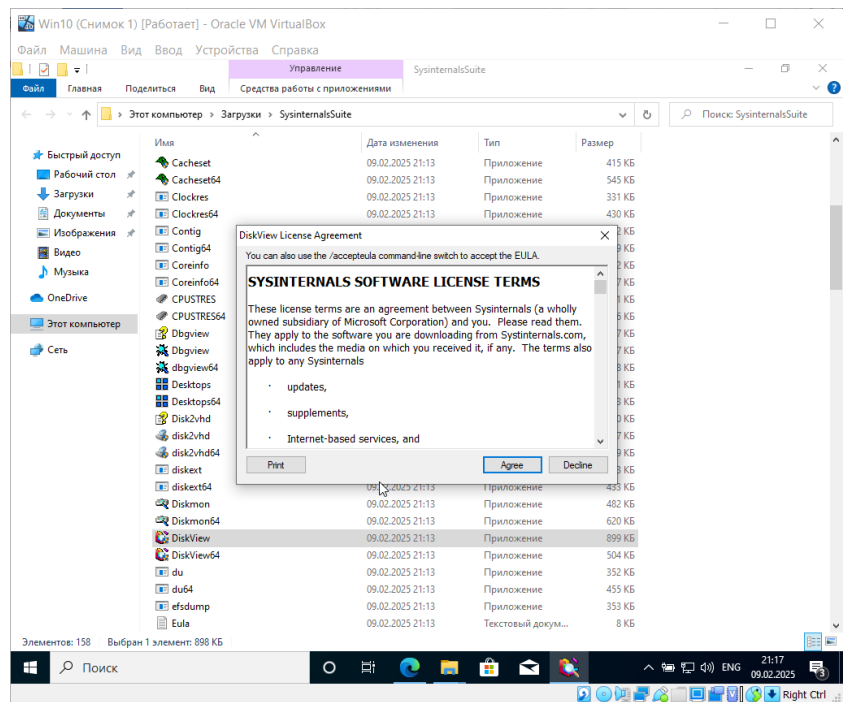 Win10 (Снимок 1) [Работает] - Oracle VM VirtualBox
Файл Машина Вид Ввод Устройства Справка
Управление SysinternalsSuite
Файл Главная Поделиться Вид Средства работы с приложениями
Этот компьютер > Загрузки > SysinternalsSuite
Поиск: SysinternalsSuite
Имя Дата изменения Тип Размер
Быстрый доступ
Рабочий стол
Загрузки
Документы
Изображения
Видео
Музыка
OneDrive
Этот компьютер
Сеть
Cacheset 09.02.2025 21:13 Приложение 415 КБ
Cacheset64 09.02.2025 21:13 Приложение 545 КБ
Clockres 09.02.2025 21:13 Приложение 331 КБ
Clockres64 09.02.2025 21:13 Приложение 430 КБ
Contig
Contig64
Coreinfo
Coreinfo64
CPUSTRES
CPUSTRES64
Dbgview
Dbgview
dbgview64
Desktops
Desktops64
Disk2vhd
disk2vhd
disk2vhd64
diskext
diskext64 09.02.2025 21:13 Приложение 433 КБ
Diskmon 09.02.2025 21:13 Приложение 482 КБ
Diskmon64 09.02.2025 21:13 Приложение 620 КБ
DiskView 09.02.2025 21:13 Приложение 899 КБ
DiskView64 09.02.2025 21:13 Приложение 504 КБ
du 09.02.2025 21:13 Приложение 352 КБ
du64 09.02.2025 21:13 Приложение 455 КБ
efsdump 09.02.2025 21:13 Приложение 353 КБ
Eula 09.02.2025 21:13 Текстовый докум... 8 КБ
DiskView License Agreement
You can also use the /accepteula command-line switch to accept the EULA.
SYSINTERNALS SOFTWARE LICENSE TERMS
These license terms are an agreement between Sysinternals (a wholly
owned subsidiary of Microsoft Corporation) and you. Please read them.
They apply to the software you are downloading from Systinternals.com,
which includes the media on which you received it, if any. The terms also
apply to any Sysinternals
· updates,
· supplements,
· Internet-based services, and
Print Agree Decline
Элементов: 158 Выбран 1 элемент: 898 КБ
Поиск
ENG
21:17
09.02.2025
3
Right Ctrl